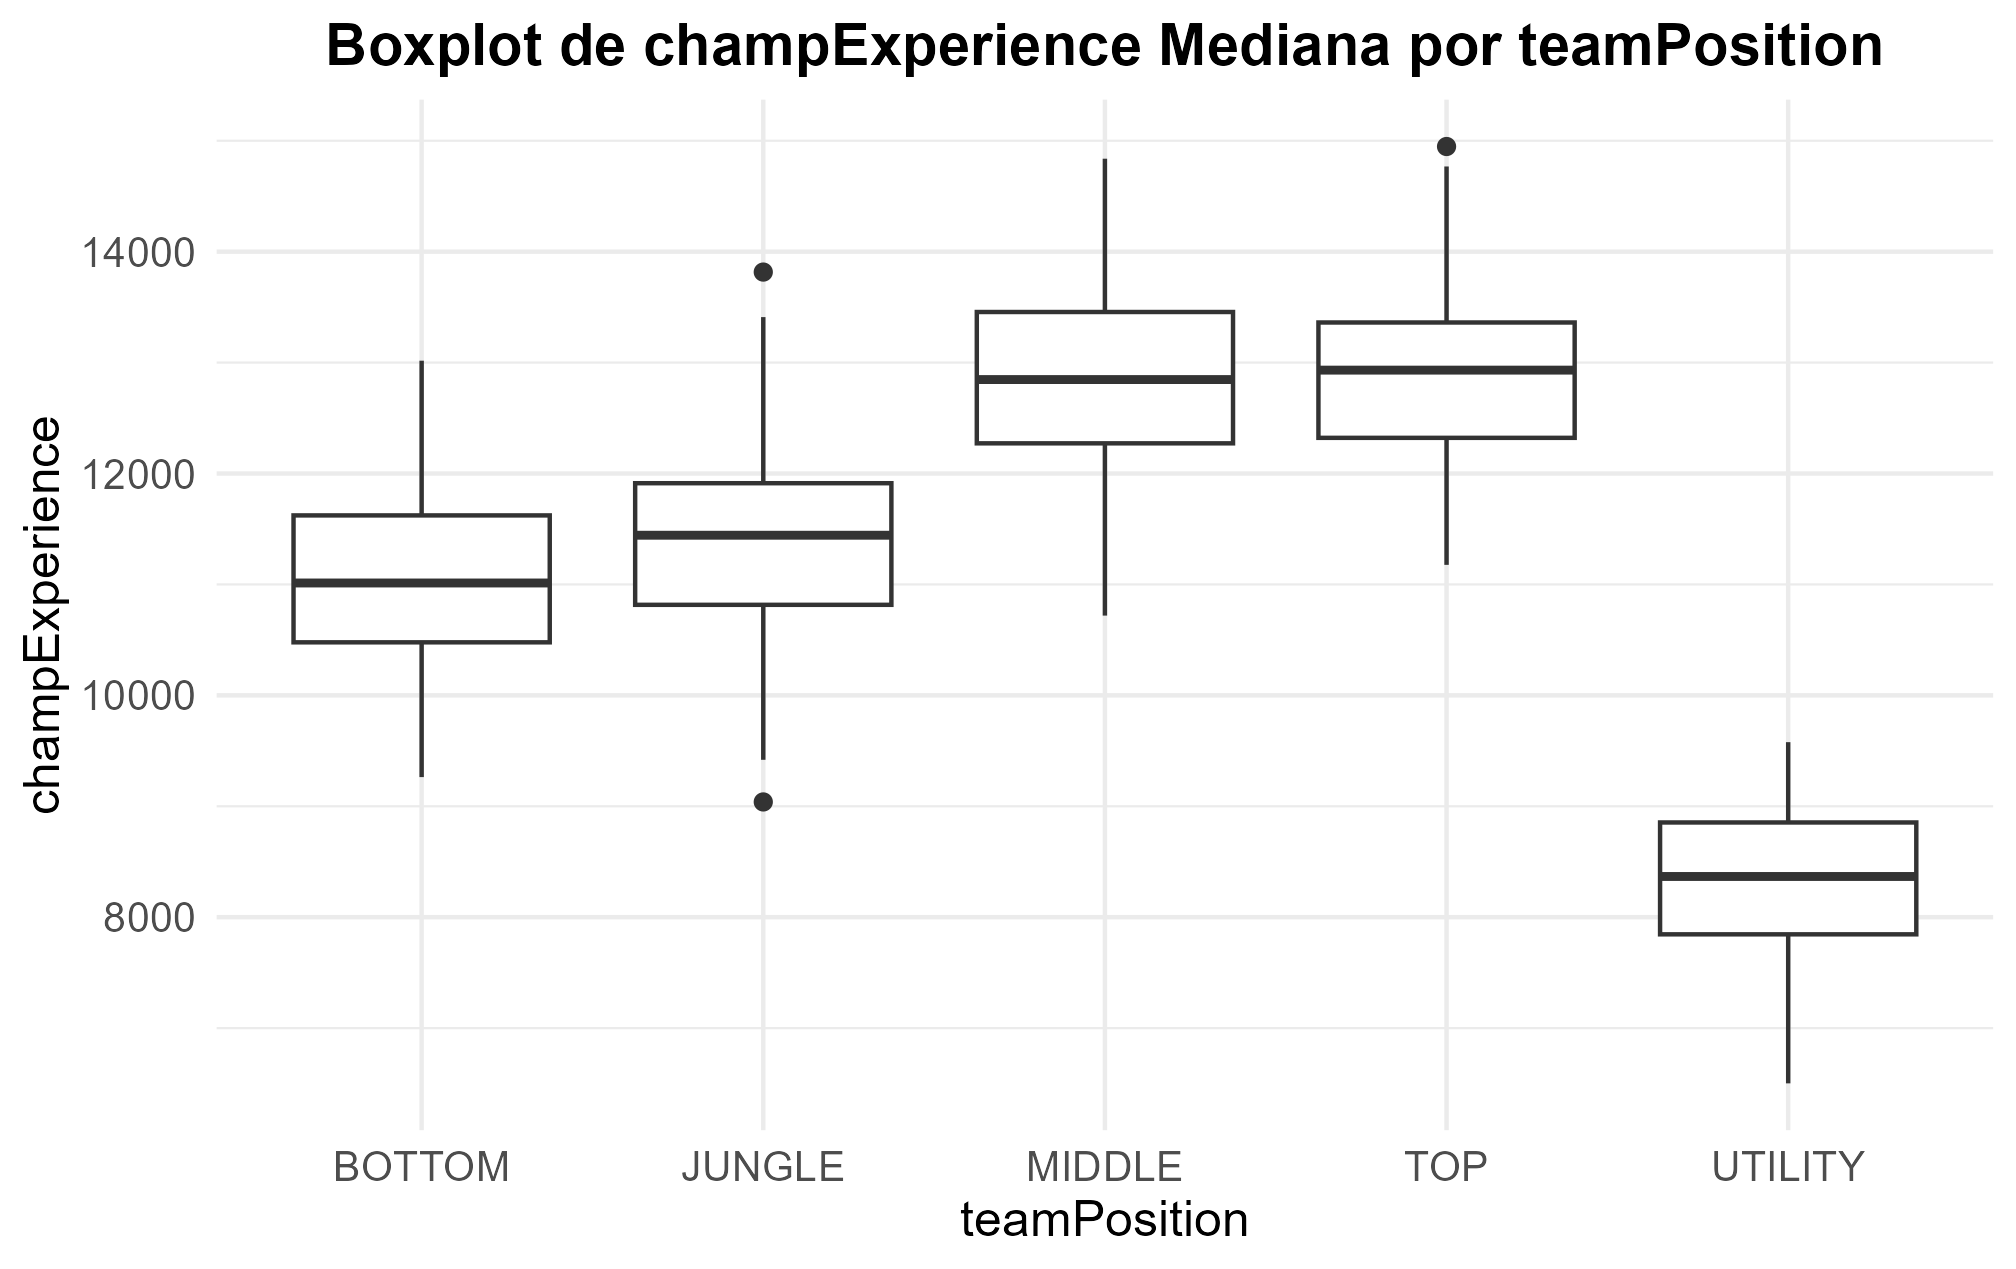 Boxplot de champExperience Mediana por teamPosition
champExperience
14000
12000
10000
8000
BOTTOM
JUNGLE
MIDDLE
TOP
UTILITY
teamPosition